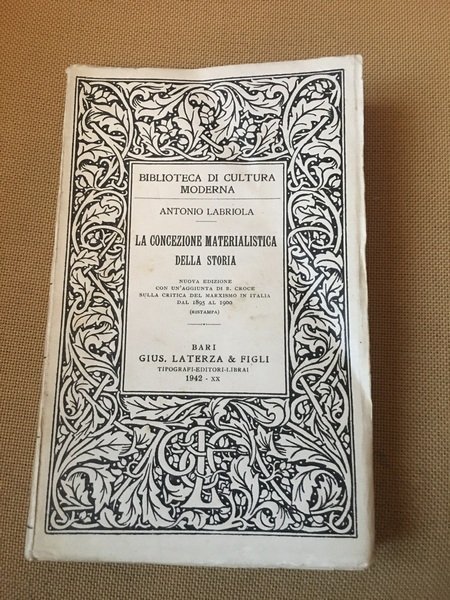 BIBLIOTECA DI CULTURA
MODERNA
ANTONIO LABRIOLA
LA CONCEZIONE MATERIALISTICA
DELLA STORIA
NUOVA EDIZIONE
CON UN'AGGIUNTA DI B. CROCE
SULLA CRITICA DEL MARXISMO IN ITALIA
DAL 1895 AL 1900
(RISTAMPA)
BARI
GIUS. LATERZA & FIGLI
TIPOGRAFI-EDITORI-LIBRAI
1942 - XX